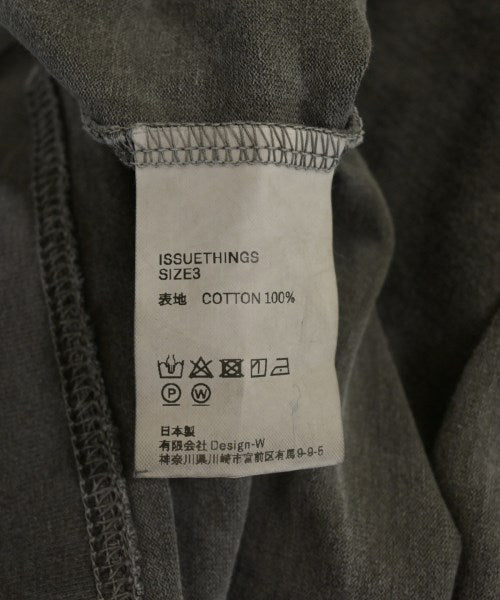 ISSUETHINGS
SIZE3
表地 COTTON 100%
P W
日本製
有限会社 Design-W
神奈川県川崎市宮前区有馬9-9-5